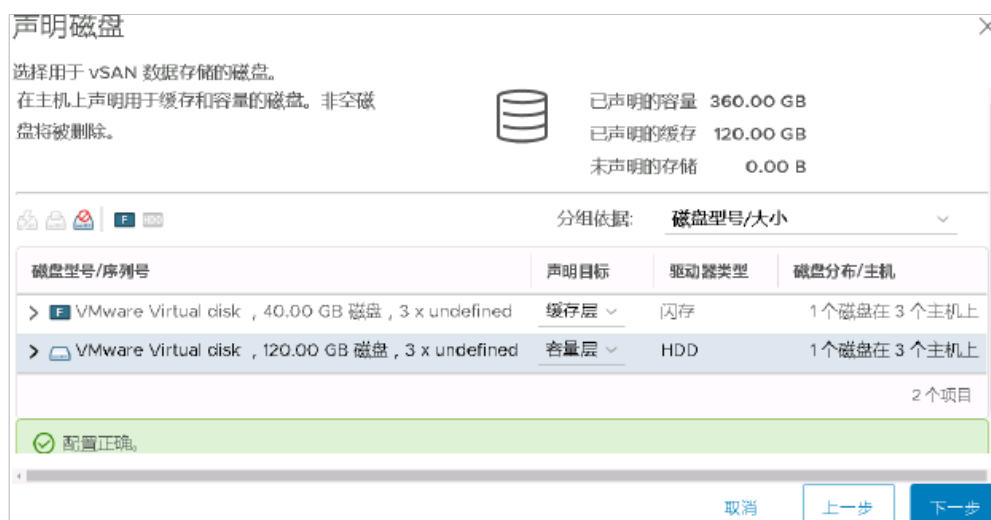 声明磁盘
选择用于 vSAN 数据存储的磁盘。
在主机上声明用于缓存和容量的磁盘。非空磁
盘将被删除。
已声明的容量 360.00 GB
已声明的缓存 120.00 GB
未声明的存储 0.00 B
F HDD
分组依据: 磁盘型号/大小
磁盘型号/序列号 声明目标 驱动器类型 磁盘分布/主机
F VMware Virtual disk , 40.00 GB 磁盘 , 3 x undefined 缓存层 闪存 1 个磁盘在 3 个主机上
VMware Virtual disk , 120.00 GB 磁盘 , 3 x undefined 容量层 HDD 1 个磁盘在 3 个主机上
2 个项目
配置正确。
取消 上一步 下一步